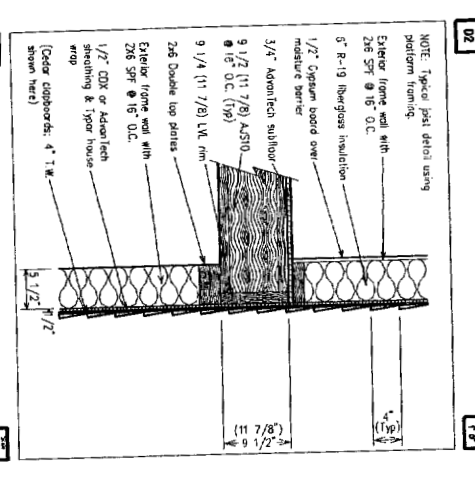 NOTE: Typical joist detail using
platform framing.
Exterior frame wall with
2x6 SPF @ 16" O.C.
6" R-19 fiberglass insulation
1/2" Gypsum board over
moisture barrier
3/4" AdvanTech subfloor
9 1/2 (11 7/8) AJS10
@ 16" O.C. (Typ)
9 1/4 (11 7/8) LVL rim
2x6 Double top plates
Exterior frame wall with
2X6 SPF @ 16" O.C.
1/2" CDX or AdvanTech
sheathing & Typar house
wrap
(Cedar clapboards: 4" T.W.
shown here)
4"
(Typ)
(11 7/8")
9 1/2"
5 1/2"
1/2"
D2